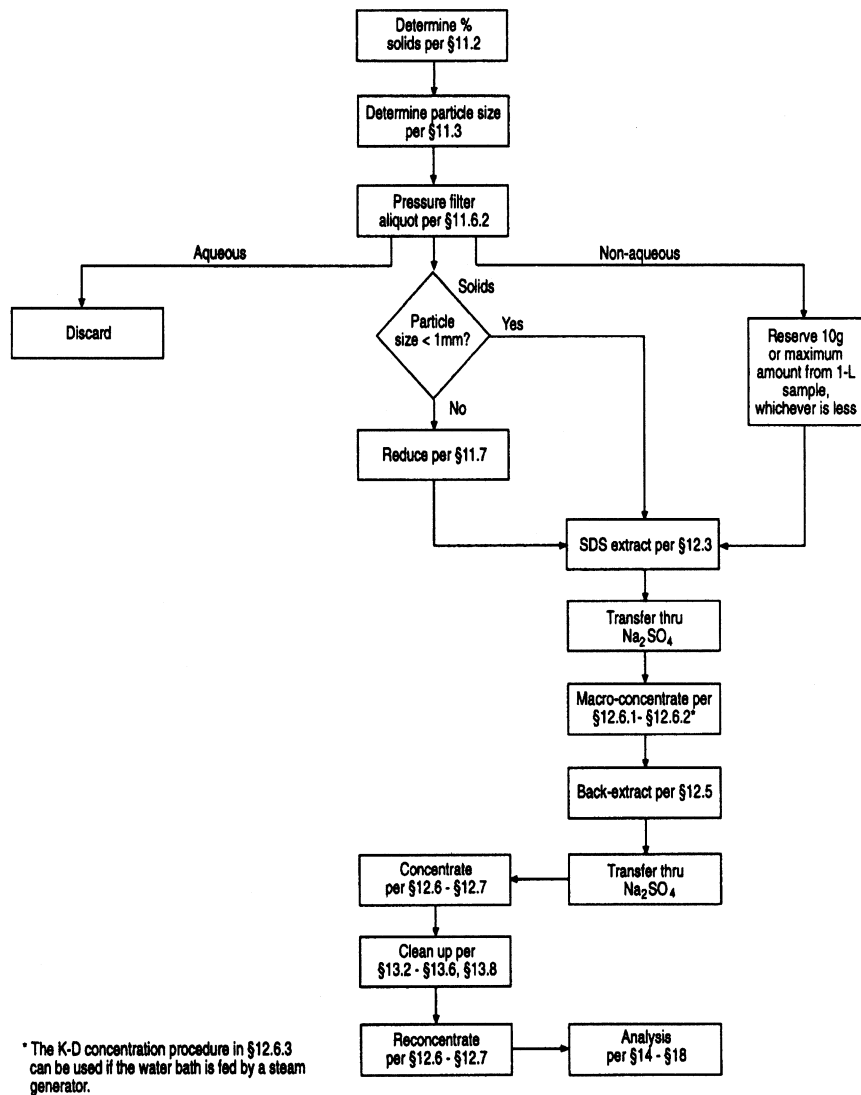 Determine %
solids per §11.2
Determine particle size
per §11.3
Pressure filter
aliquot per §11.6.2
Aqueous
Non-aqueous
Solids
Discard
Particle
size < 1mm?
Yes
Reserve 10g
or maximum
amount from 1-L
sample,
whichever is less
No
Reduce per §11.7
SDS extract per §12.3
Transfer thru
Na₂SO₄
Macro-concentrate per
§12.6.1- §12.6.2*
Back-extract per §12.5
Transfer thru
Na₂SO₄
Concentrate
per §12.6 - §12.7
Clean up per
§13.2 - §13.6, §13.8
Reconcentrate
per §12.6 - §12.7
Analysis
per §14 - §18
* The K-D concentration procedure in §12.6.3
can be used if the water bath is fed by a steam
generator.